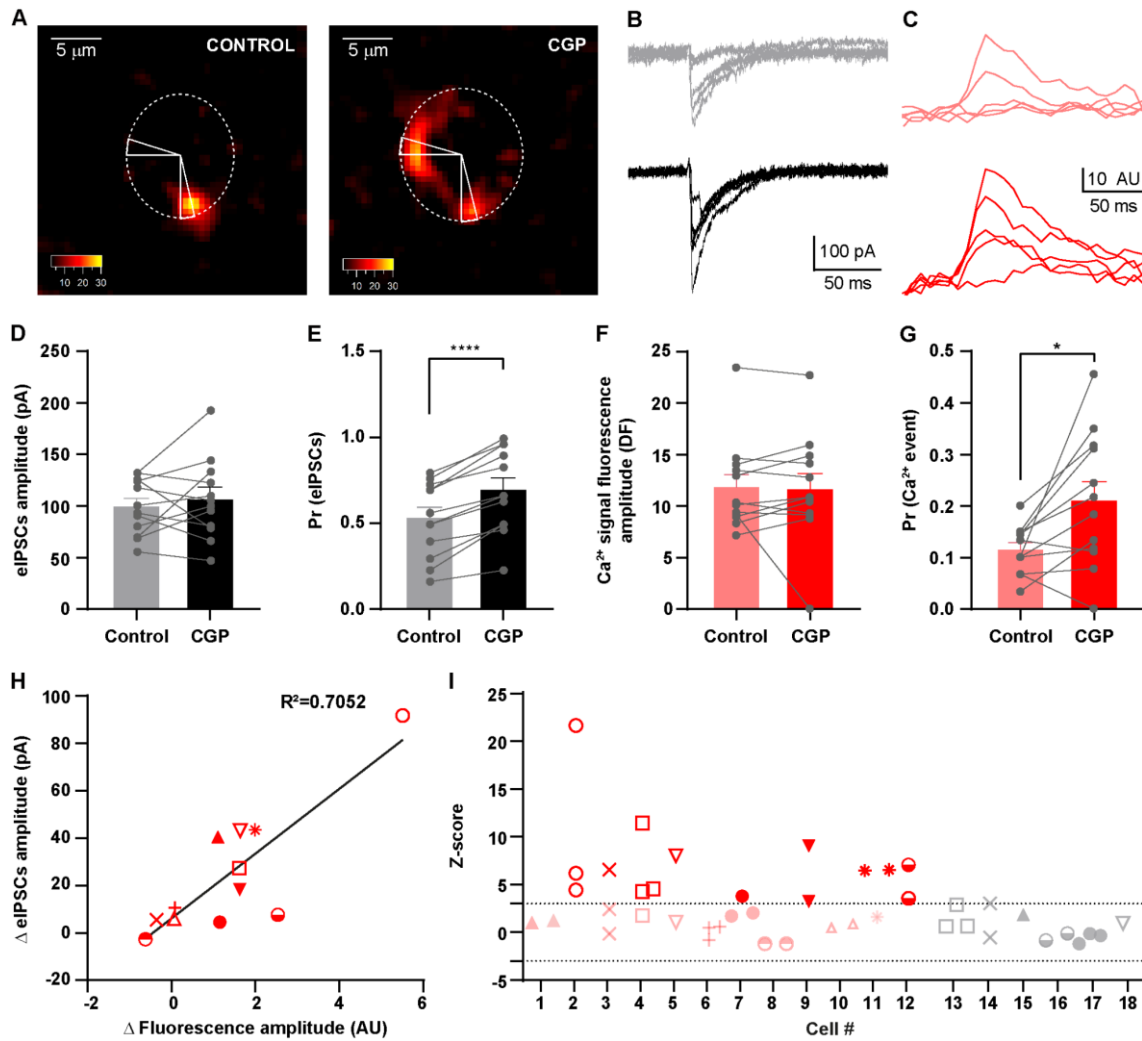 A
5 μm
CONTROL
10 20 30
5 μm
CGP
10 20 30
B
100 pA
50 ms
C
10 AU
50 ms
D
eIPSCs amplitude (pA)
250
200
150
100
50
0
Control
CGP
E
Pr (eIPSCs)
1.5
1.0
0.5
0.0
****
Control
CGP
F
Ca²⁺ signal fluorescence
amplitude (DF)
25
20
15
10
5
0
Control
CGP
G
Pr (Ca²⁺ event)
0.5
0.4
0.3
0.2
0.1
0.0
*
Control
CGP
H
R²=0.7052
Δ eIPSCs amplitude (pA)
100
80
60
40
20
0
-20
-2 0 2 4 6
Δ Fluorescence amplitude (AU)
I
Z-score
25
20
15
10
5
0
-5
1 2 3 4 5 6 7 8 9 10 11 12 13 14 15 16 17 18
Cell #